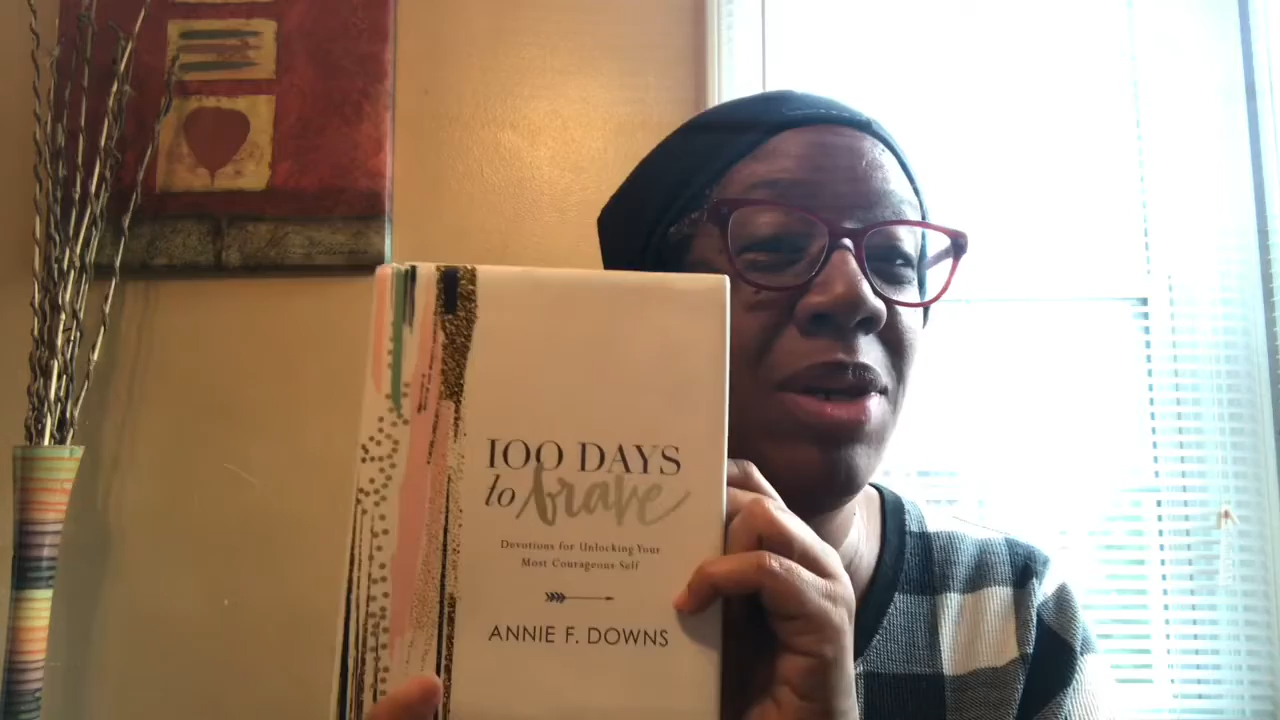 100 DAYS
to brave
Devotions for Unlocking Your
Most Courageous Self
ANNIE F. DOWNS